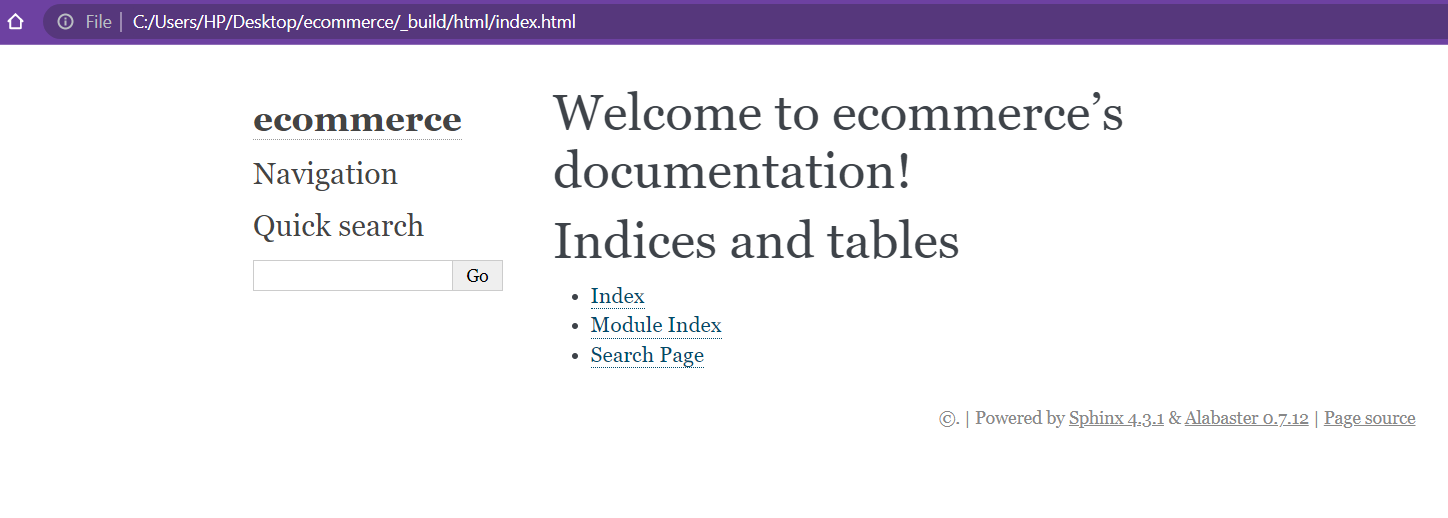 File | C:/Users/HP/Desktop/ecommerce/_build/html/index.html
ecommerce
Navigation
Quick search
Go
Welcome to ecommerce’s
documentation!
Indices and tables
• Index
• Module Index
• Search Page
©. | Powered by Sphinx 4.3.1 & Alabaster 0.7.12 | Page source